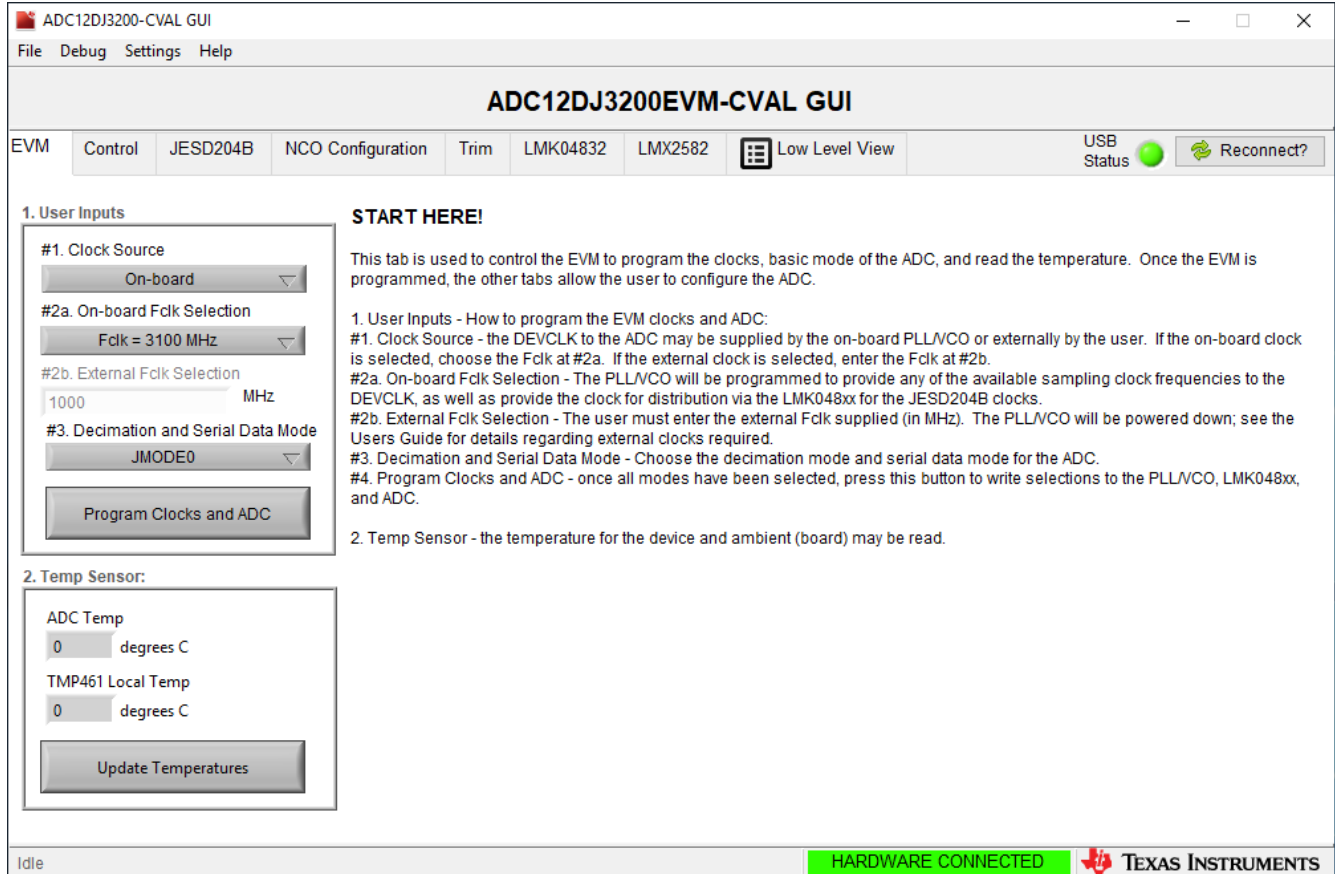 ADC12DJ3200-CVAL GUI
File Debug Settings Help
ADC12DJ3200EVM-CVAL GUI
EVM Control JESD204B NCO Configuration Trim LMK04832 LMX2582 Low Level View
USB Status
Reconnect?
1. User Inputs
#1. Clock Source
On-board
#2a. On-board Fclk Selection
Fclk = 3100 MHz
#2b. External Fclk Selection
1000 MHz
#3. Decimation and Serial Data Mode
JMODE0
Program Clocks and ADC
2. Temp Sensor:
ADC Temp
0 degrees C
TMP461 Local Temp
0 degrees C
Update Temperatures
START HERE!
This tab is used to control the EVM to program the clocks, basic mode of the ADC, and read the temperature. Once the EVM is
programmed, the other tabs allow the user to configure the ADC.
1. User Inputs - How to program the EVM clocks and ADC:
#1. Clock Source - the DEVCLK to the ADC may be supplied by the on-board PLL/VCO or externally by the user. If the on-board clock
is selected, choose the Fclk at #2a. If the external clock is selected, enter the Fclk at #2b.
#2a. On-board Fclk Selection - The PLL/VCO will be programmed to provide any of the available sampling clock frequencies to the
DEVCLK, as well as provide the clock for distribution via the LMK048xx for the JESD204B clocks.
#2b. External Fclk Selection - The user must enter the external Fclk supplied (in MHz). The PLL/VCO will be powered down; see the
Users Guide for details regarding external clocks required.
#3. Decimation and Serial Data Mode - Choose the decimation mode and serial data mode for the ADC.
#4. Program Clocks and ADC - once all modes have been selected, press this button to write selections to the PLL/VCO, LMK048xx,
and ADC.
2. Temp Sensor - the temperature for the device and ambient (board) may be read.
Idle
HARDWARE CONNECTED
TEXAS INSTRUMENTS